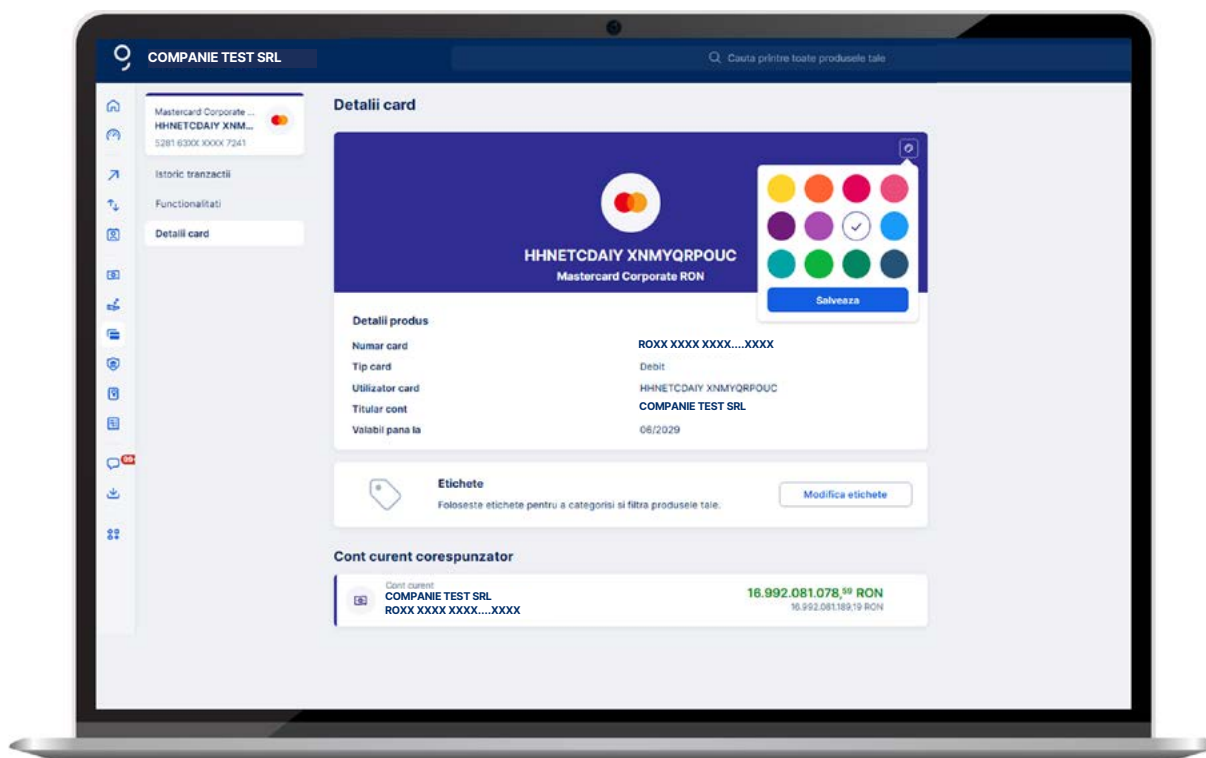 COMPANIE TEST SRL
Cauta printre toate produsele tale
Mastercard Corporate ...
HHNETCDAIY XNM...
5281 63XX XXXX 7241
Istoric tranzactii
Functionalitati
Detalii card
Detalii card
HHNETCDAIY XNMYQRPOUC
Mastercard Corporate RON
Salveaza
Detalii produs
Numar card ROXX XXXX XXXX....XXXX
Tip card Debit
Utilizator card HHNETCDAIY XNMYQRPOUC
Titular cont COMPANIE TEST SRL
Valabil pana la 06/2029
Etichete
Foloseste etichete pentru a categorisi si filtra produsele tale.
Modifica etichete
Cont curent corespunzator
Cont curent
COMPANIE TEST SRL
ROXX XXXX XXXX....XXXX
16.992.081.078,59 RON
16.992.081.189,19 RON